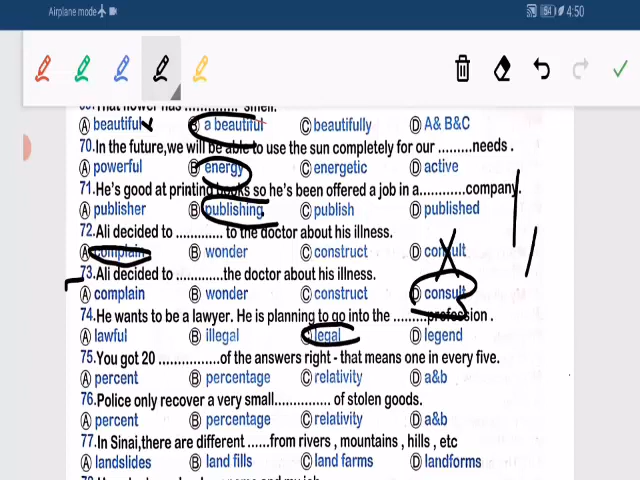 Airplane mode 54 4:50
That flower has ............ smell.
Ⓐ beautiful Ⓑ a beautiful Ⓒ beautifully Ⓓ A& B&C
70.In the future,we will be able to use the sun completely for our .........needs .
Ⓐ powerful Ⓑ energy Ⓒ energetic Ⓓ active
71.He's good at printing books so he's been offered a job in a............company.
Ⓐ publisher Ⓑ publishing Ⓒ publish Ⓓ published
72.Ali decided to ............ to the doctor about his illness.
Ⓐ complain Ⓑ wonder Ⓒ construct Ⓓ consult
73.Ali decided to ............the doctor about his illness.
Ⓐ complain Ⓑ wonder Ⓒ construct Ⓓ consult
74.He wants to be a lawyer. He is planning to go into the .........profession .
Ⓐ lawful Ⓑ illegal Ⓒ legal Ⓓ legend
75.You got 20 ................of the answers right - that means one in every five.
Ⓐ percent Ⓑ percentage Ⓒ relativity Ⓓ a&b
76.Police only recover a very small............... of stolen goods.
Ⓐ percent Ⓑ percentage Ⓒ relativity Ⓓ a&b
77.In Sinai,there are different ......from rivers , mountains , hills , etc
Ⓐ landslides Ⓑ land fills Ⓒ land farms Ⓓ landforms